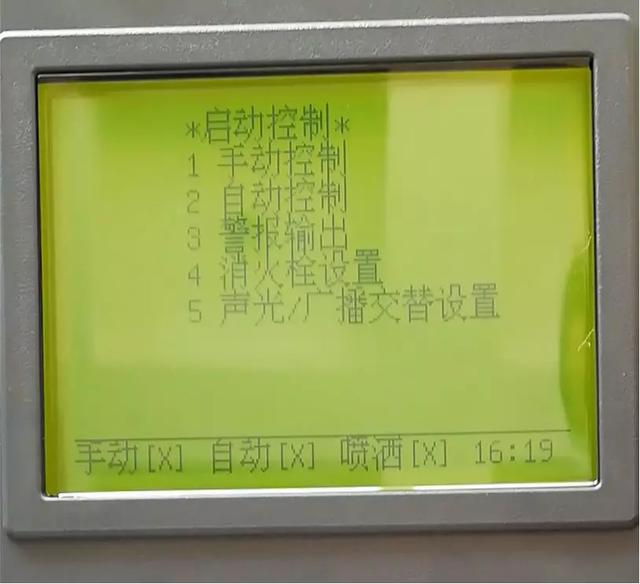 *启动控制*
1 手动控制
2 自动控制
3 警报输出
4 消火栓设置
5 声光/广播交替设置
手动[X] 自动[X] 喷洒[X] 16:19